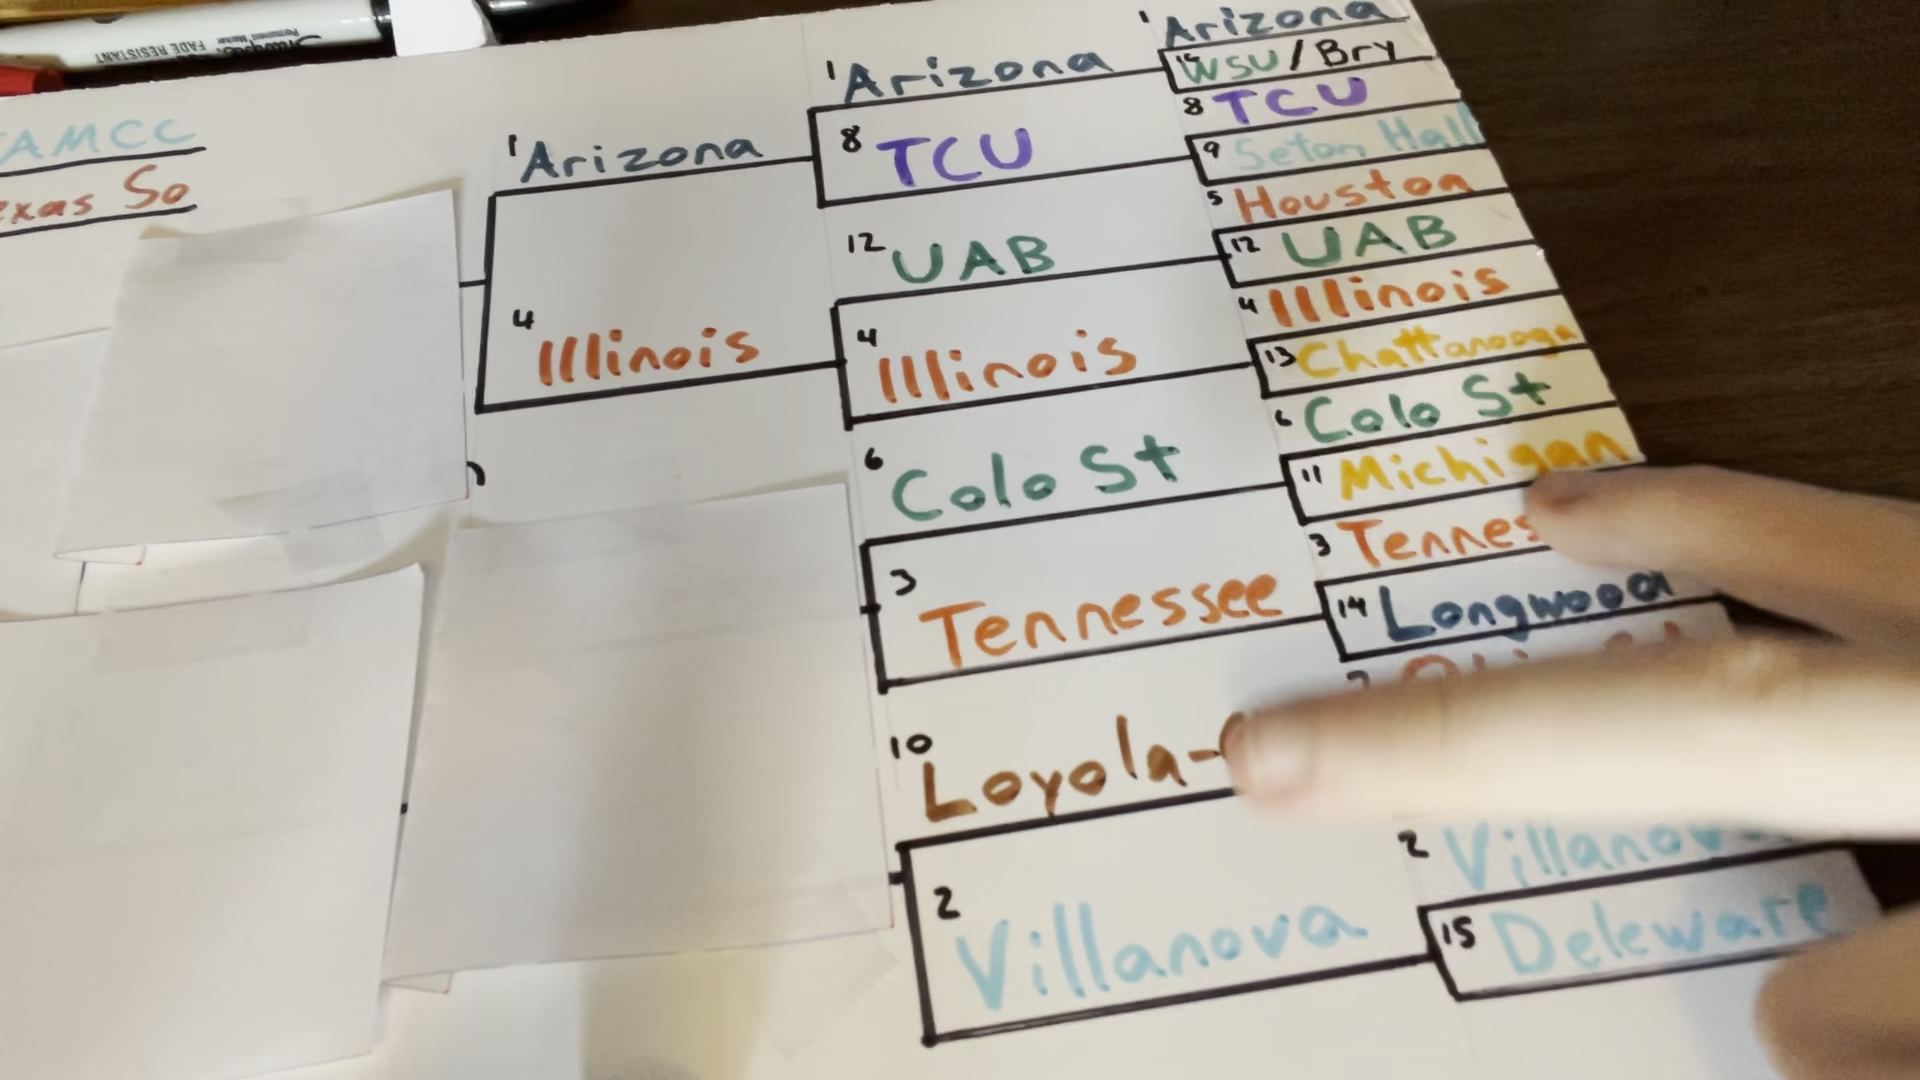 FADE RESISTANT
AMCC
xas So
1 Arizona
4 Illinois
1 Arizona
8 TCU
12 UAB
4 Illinois
6 Colo St
3 Tennessee
10 Loyola-
2 Villanova
1 Arizona
WSU/Bry
8 TCU
9 Seton Hall
5 Houston
12 UAB
4 Illinois
13 Chattanooga
6 Colo St
11 Michigan
3 Tennes
14 Longwood
2 Villanov
15 Deleware